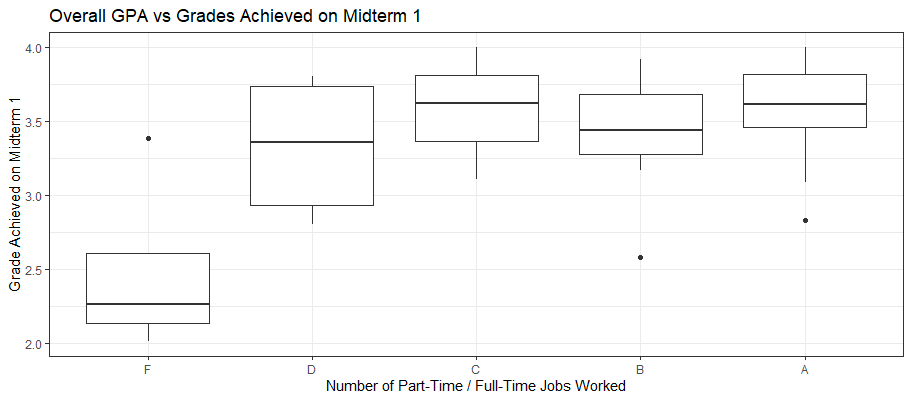 Overall GPA vs Grades Achieved on Midterm 1
Grade Achieved on Midterm 1
4.0
3.5
3.0
2.5
2.0
F D C B A
Number of Part-Time / Full-Time Jobs Worked